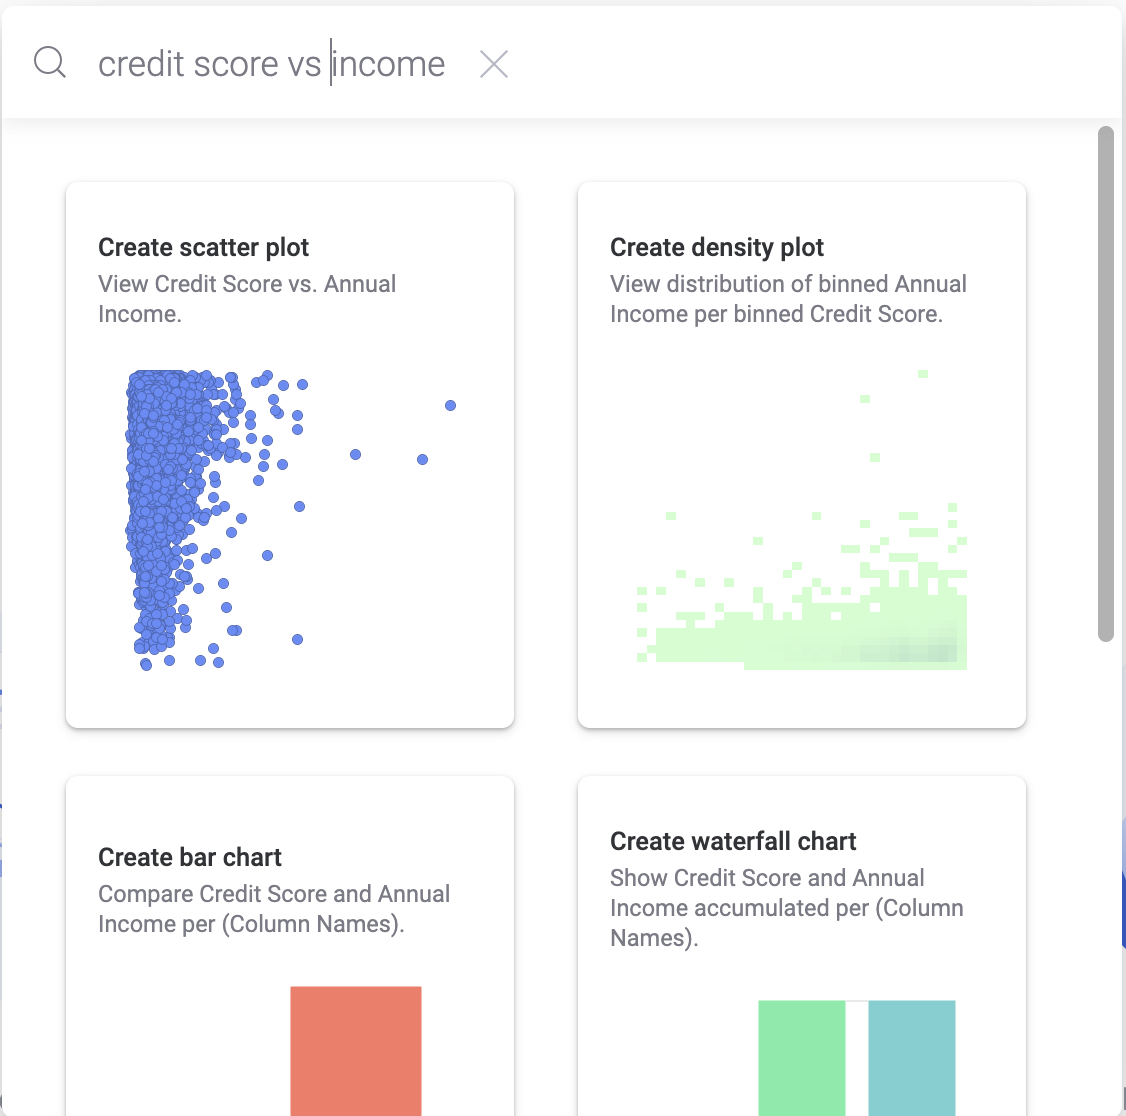 credit score vs income
Create scatter plot
View Credit Score vs. Annual
Income.
Create density plot
View distribution of binned Annual
Income per binned Credit Score.
Create bar chart
Compare Credit Score and Annual
Income per (Column Names).
Create waterfall chart
Show Credit Score and Annual
Income accumulated per (Column
Names).